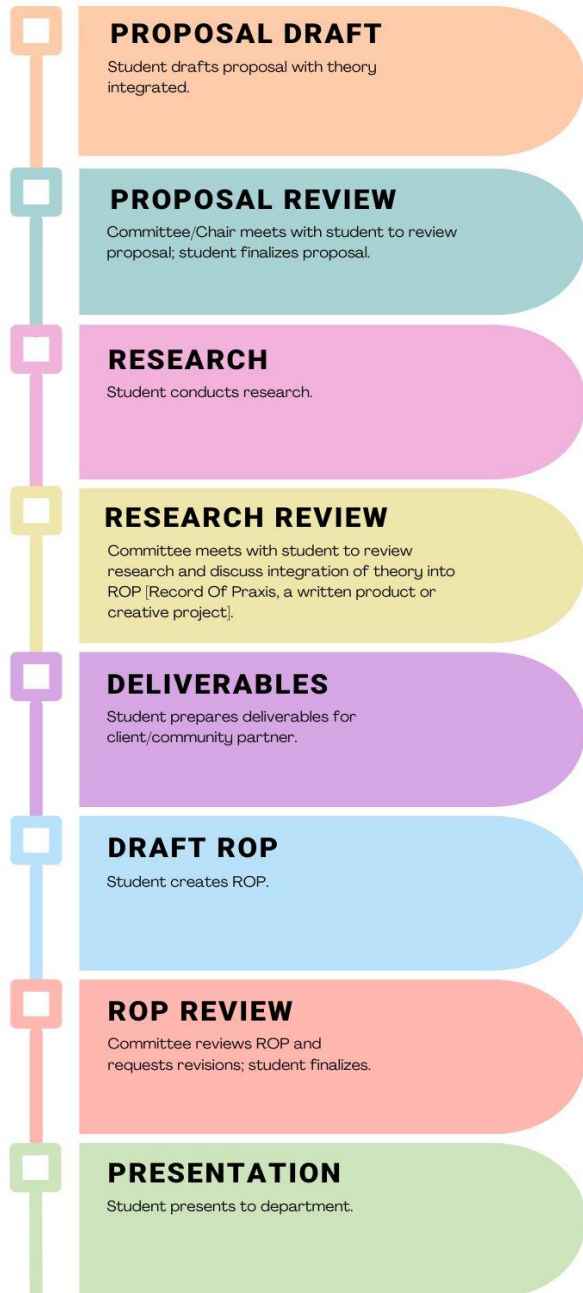 PROPOSAL DRAFT
Student drafts proposal with theory
integrated.
PROPOSAL REVIEW
Committee/Chair meets with student to review
proposal; student finalizes proposal.
RESEARCH
Student conducts research.
RESEARCH REVIEW
Committee meets with student to review
research and discuss integration of theory into
ROP [Record Of Praxis, a written product or
creative project].
DELIVERABLES
Student prepares deliverables for
client/community partner.
DRAFT ROP
Student creates ROP.
ROP REVIEW
Committee reviews ROP and
requests revisions; student finalizes.
PRESENTATION
Student presents to department.